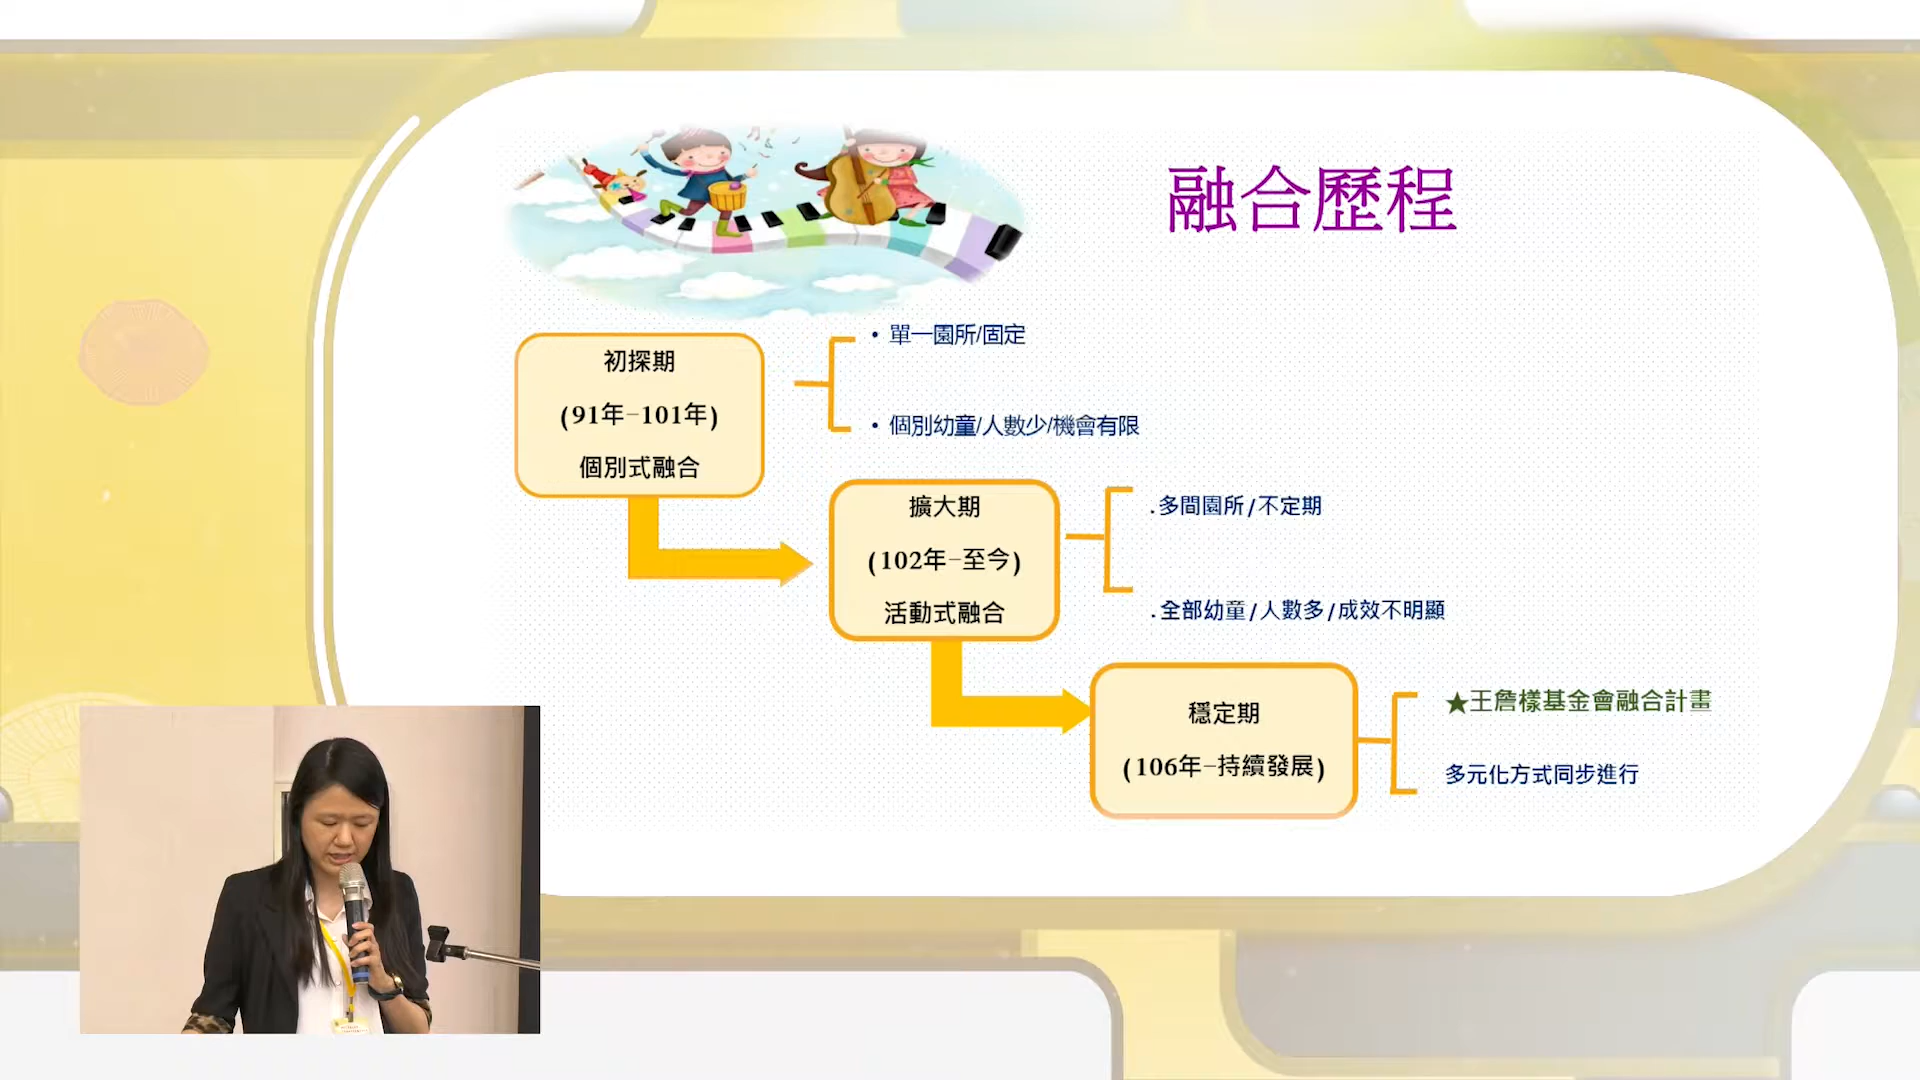 融合歷程
初探期
(91年-101年)
個別式融合
• 單一園所/固定
• 個別幼童/人數少/機會有限
擴大期
(102年-至今)
活動式融合
.多間園所/不定期
.全部幼童/人數多/成效不明顯
穩定期
(106年-持續發展)
★王詹樣基金會融合計畫
多元化方式同步進行